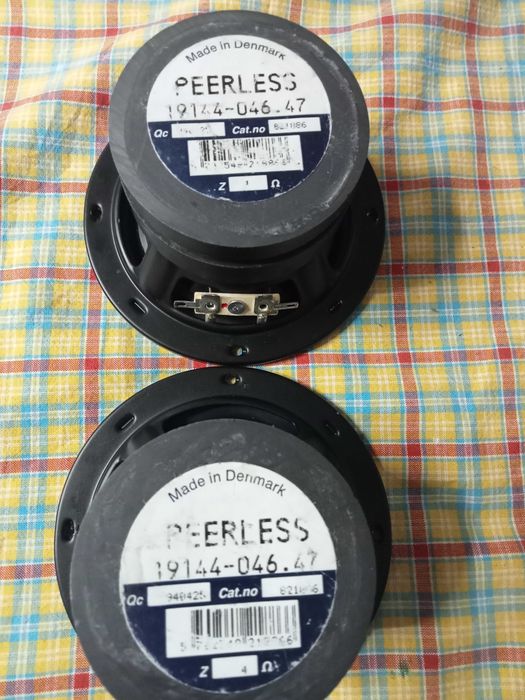 Made in Denmark
PEERLESS
19144-046.47
Qc Cat.no
Z Ω
Made in Denmark
PEERLESS
19144-046.47
Qc 940425 Cat.no
Z 4 Ω